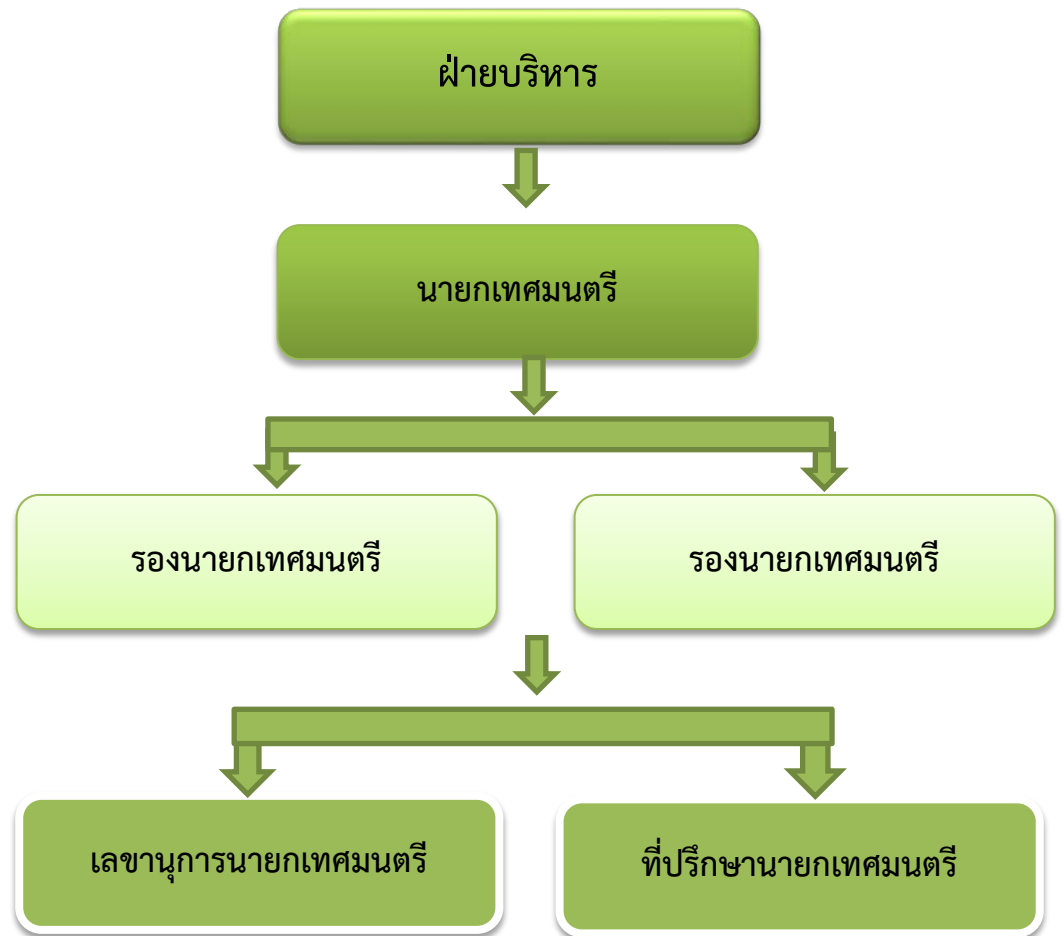 ฝ่ายบริหาร
นายกเทศมนตรี
รองนายกเทศมนตรี
รองนายกเทศมนตรี
เลขานุการนายกเทศมนตรี
ที่ปรึกษานายกเทศมนตรี